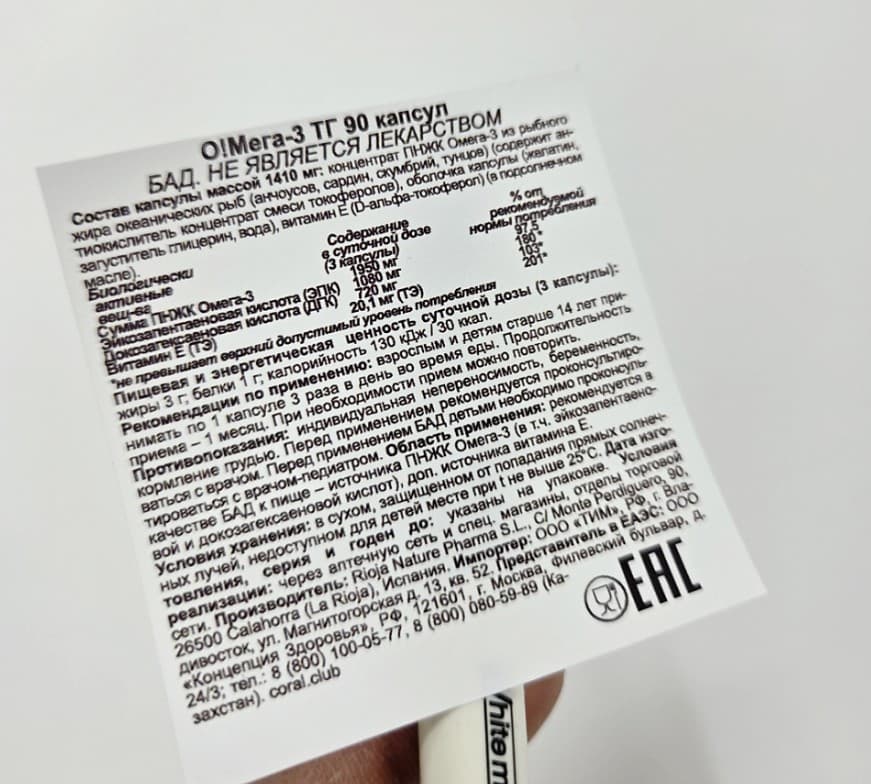 О!Мега-3 ТГ 90 капсул
БАД. НЕ ЯВЛЯЕТСЯ ЛЕКАРСТВОМ
Состав капсулы массой 1410 мг: концентрат ПНЖК Омега-3 из рыбного
жира океанических рыб (анчоусов, сардин, скумбрий, тунцов) (содержит ан-
тиокислитель концентрат смеси токоферолов), оболочка капсулы (желатин,
загуститель глицерин, вода), витамин Е (D-альфа-токоферол) (в подсолнечном
масле).
Биологически активные вещ-ва
Содержание в суточной дозе (3 капсулы)
% от рекомендуемой нормы потребления
Сумма ПНЖК Омега-3 1950 мг 97,5
Эйкозапентаеновая кислота (ЭПК) 1080 мг 180*
Докозагексаеновая кислота (ДГК) 720 мг 103*
Витамин Е (ТЭ) 20,1 мг (ТЭ) 201*
*не превышает верхний допустимый уровень потребления
Пищевая и энергетическая ценность суточной дозы (3 капсулы):
жиры 3 г; белки 1 г; калорийность 130 кДж / 30 ккал.
Рекомендации по применению: взрослым и детям старше 14 лет при-
нимать по 1 капсуле 3 раза в день во время еды. Продолжительность
приема – 1 месяц. При необходимости прием можно повторить.
Противопоказания: индивидуальная непереносимость, беременность,
кормление грудью. Перед применением рекомендуется проконсультиро-
ваться с врачом. Перед применением БАД детьми необходимо проконсуль-
тироваться с врачом-педиатром. Область применения: рекомендуется в
качестве БАД к пище – источника ПНЖК Омега-3 (в т.ч. эйкозапентаено-
вой и докозагексаеновой кислот), доп. источника витамина Е.
Условия хранения: в сухом, защищенном от попадания прямых солнеч-
ных лучей, недоступном для детей месте при t не выше 25°С. Дата изго-
товления, серия и годен до: указаны на упаковке. Условия
реализации: через аптечную сеть и спец. магазины, отделы торговой
сети. Производитель: Rioja Nature Pharma S.L., C/ Monte Perdiguero, 90,
26500 Calahorra (La Rioja), Испания. Импортер: ООО «ТИМ», РФ, г. Вла-
дивосток, ул. Магнитогорская д. 13, кв. 52. Представитель в ЕАЭС: ООО
«Концепция Здоровья», РФ, 121601, г. Москва, Филевский бульвар, д.
24/3; тел.: 8 (800) 100-05-77, 8 (800) 080-59-89 (Ка-
захстан). coral.club
EAC
White m